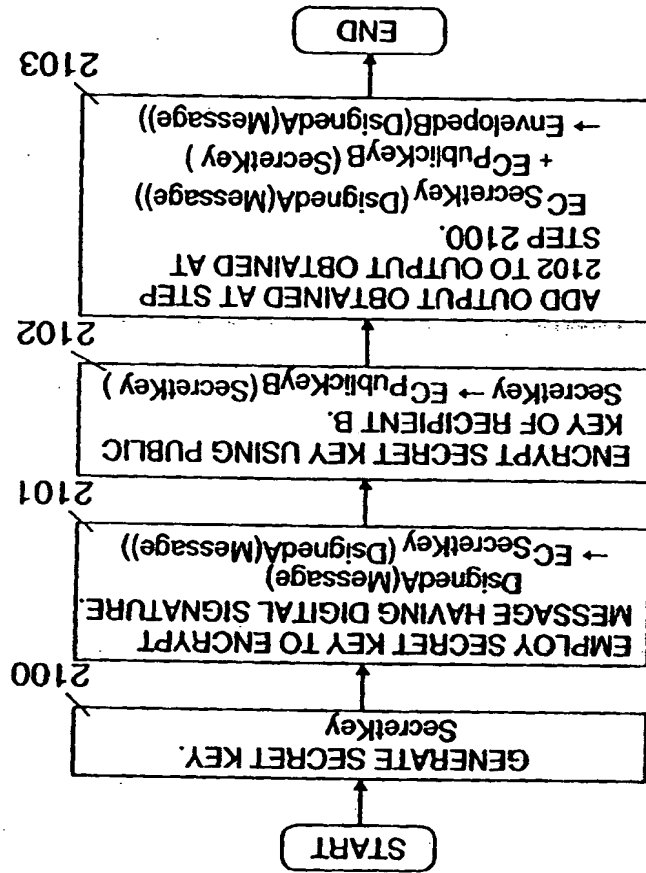 START
2100
GENERATE SECRET KEY.
SecretKey
2101
EMPLOY SECRET KEY TO ENCRYPT
MESSAGE HAVING DIGITAL SIGNATURE.
DsignedA(Message)
→ ECSecretKey (DsignedA(Message))
2102
ENCRYPT SECRET KEY USING PUBLIC
KEY OF RECIPIENT B.
SecretKey → ECPublicKeyB (SecretKey )
2103
ADD OUTPUT OBTAINED AT STEP
2102 TO OUTPUT OBTAINED AT
STEP 2100.
ECSecretKey (DsignedA(Message))
+ ECPublicKeyB (SecretKey )
→ EnvelopedB(DsignedA(Message))
END